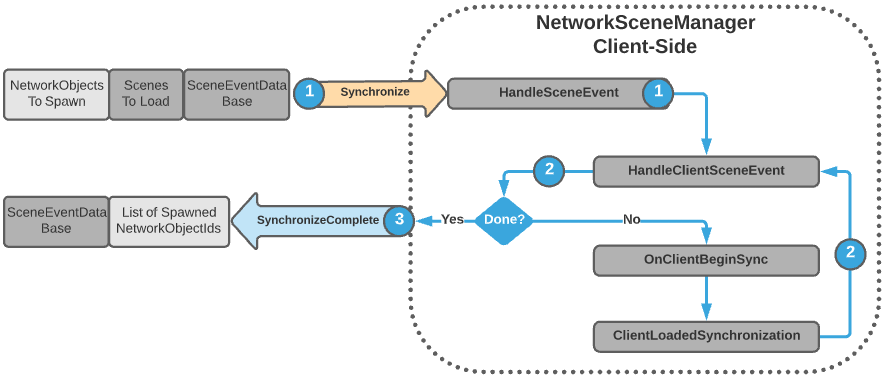 NetworkSceneManager
Client-Side
NetworkObjects
To Spawn
Scenes
To Load
SceneEventData
Base
1
Synchronize
HandleSceneEvent
1
HandleClientSceneEvent
2
SceneEventData
Base
List of Spawned
NetworkObjectIds
SynchronizeComplete
3
Yes
Done?
No
OnClientBeginSync
2
ClientLoadedSynchronization